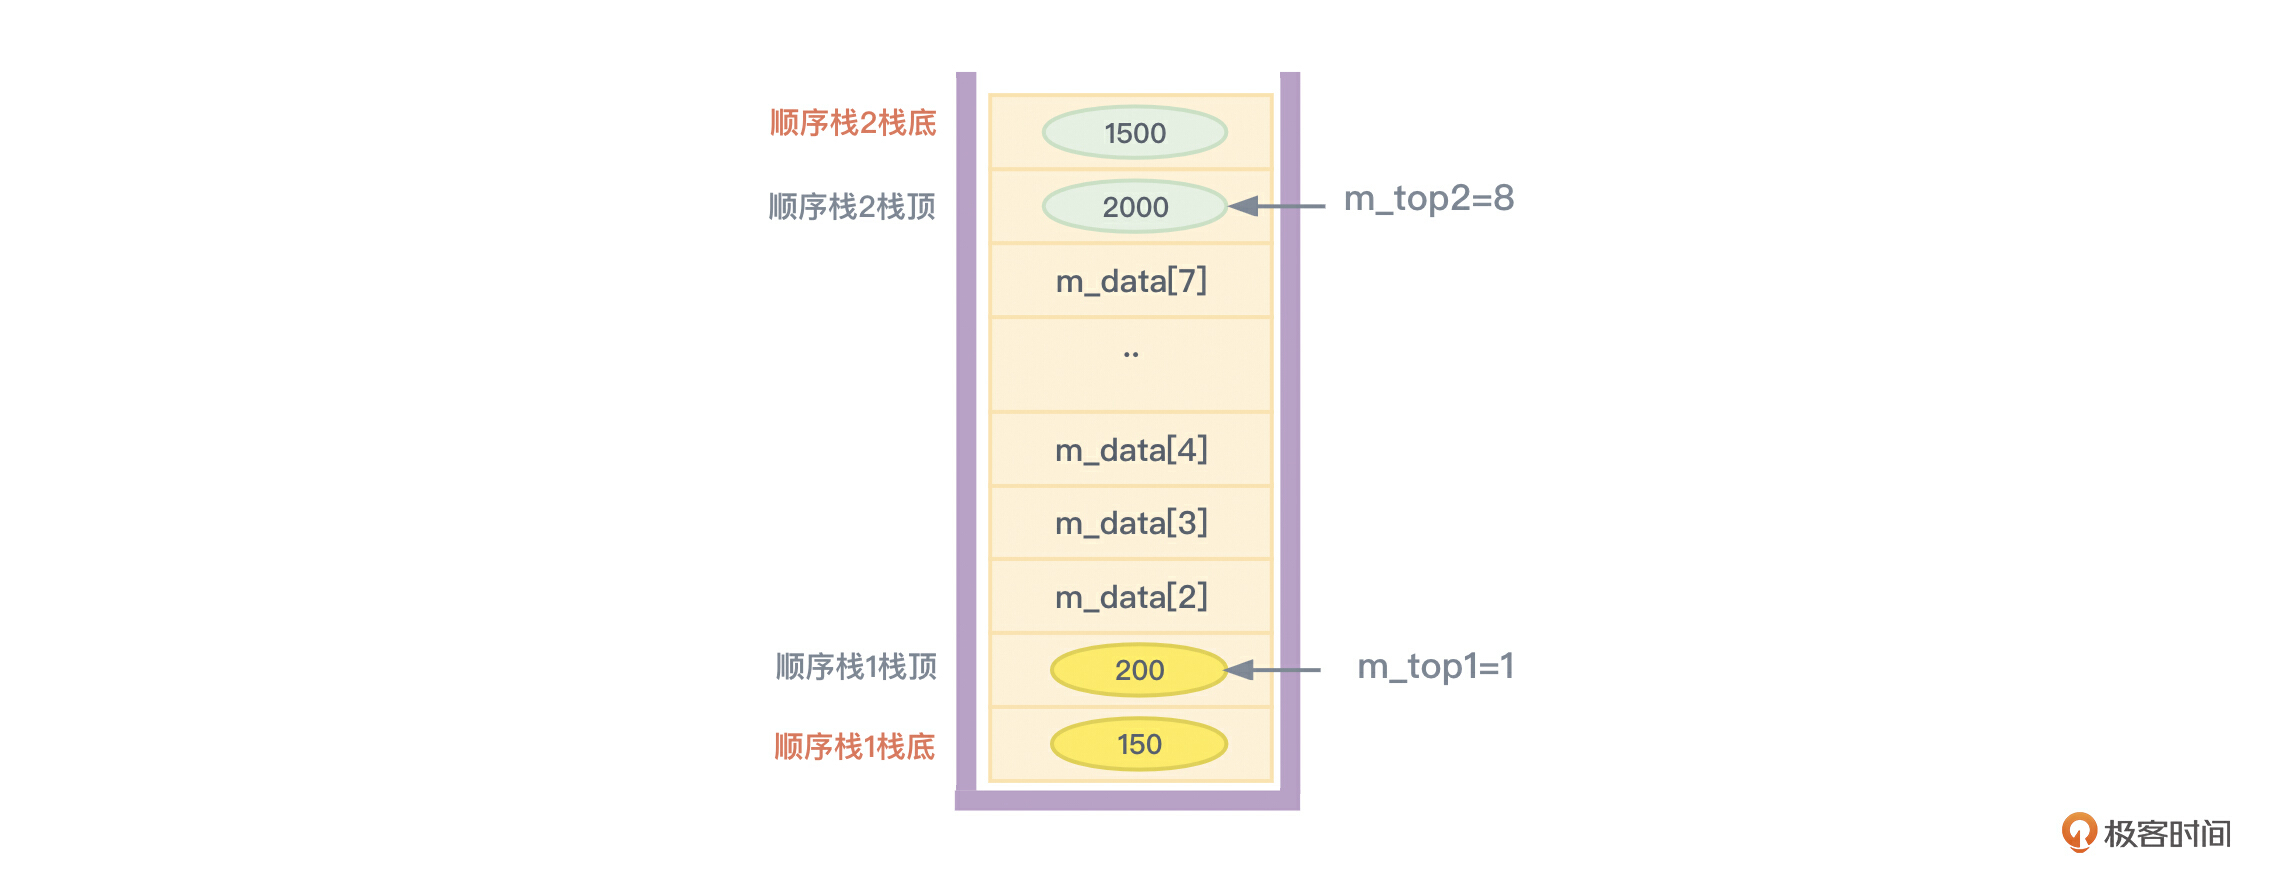 顺序栈2栈底
1500
顺序栈2栈顶
2000
m_top2=8
m_data[7]
..
m_data[4]
m_data[3]
m_data[2]
顺序栈1栈顶
200
m_top1=1
顺序栈1栈底
150
极客时间